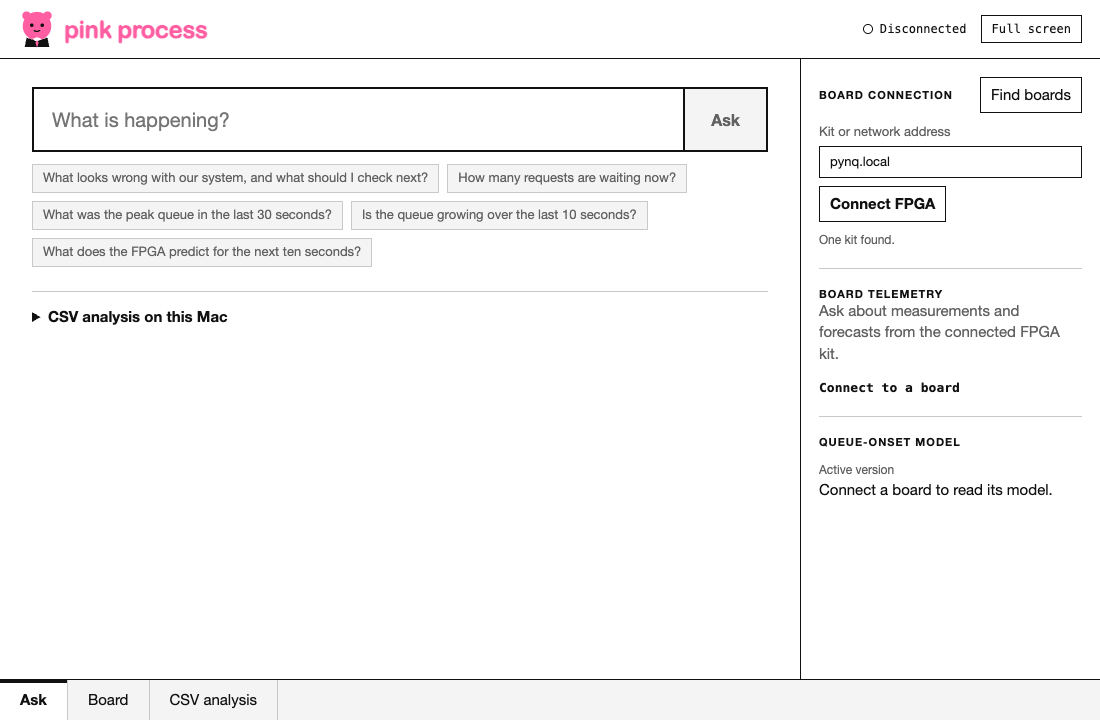 pink process
Disconnected
Full screen
What is happening?
Ask
What looks wrong with our system, and what should I check next?
How many requests are waiting now?
What was the peak queue in the last 30 seconds?
Is the queue growing over the last 10 seconds?
What does the FPGA predict for the next ten seconds?
CSV analysis on this Mac
BOARD CONNECTION
Find boards
Kit or network address
pynq.local
Connect FPGA
One kit found.
BOARD TELEMETRY
Ask about measurements and
forecasts from the connected FPGA
kit.
Connect to a board
QUEUE-ONSET MODEL
Active version
Connect a board to read its model.
Ask
Board
CSV analysis